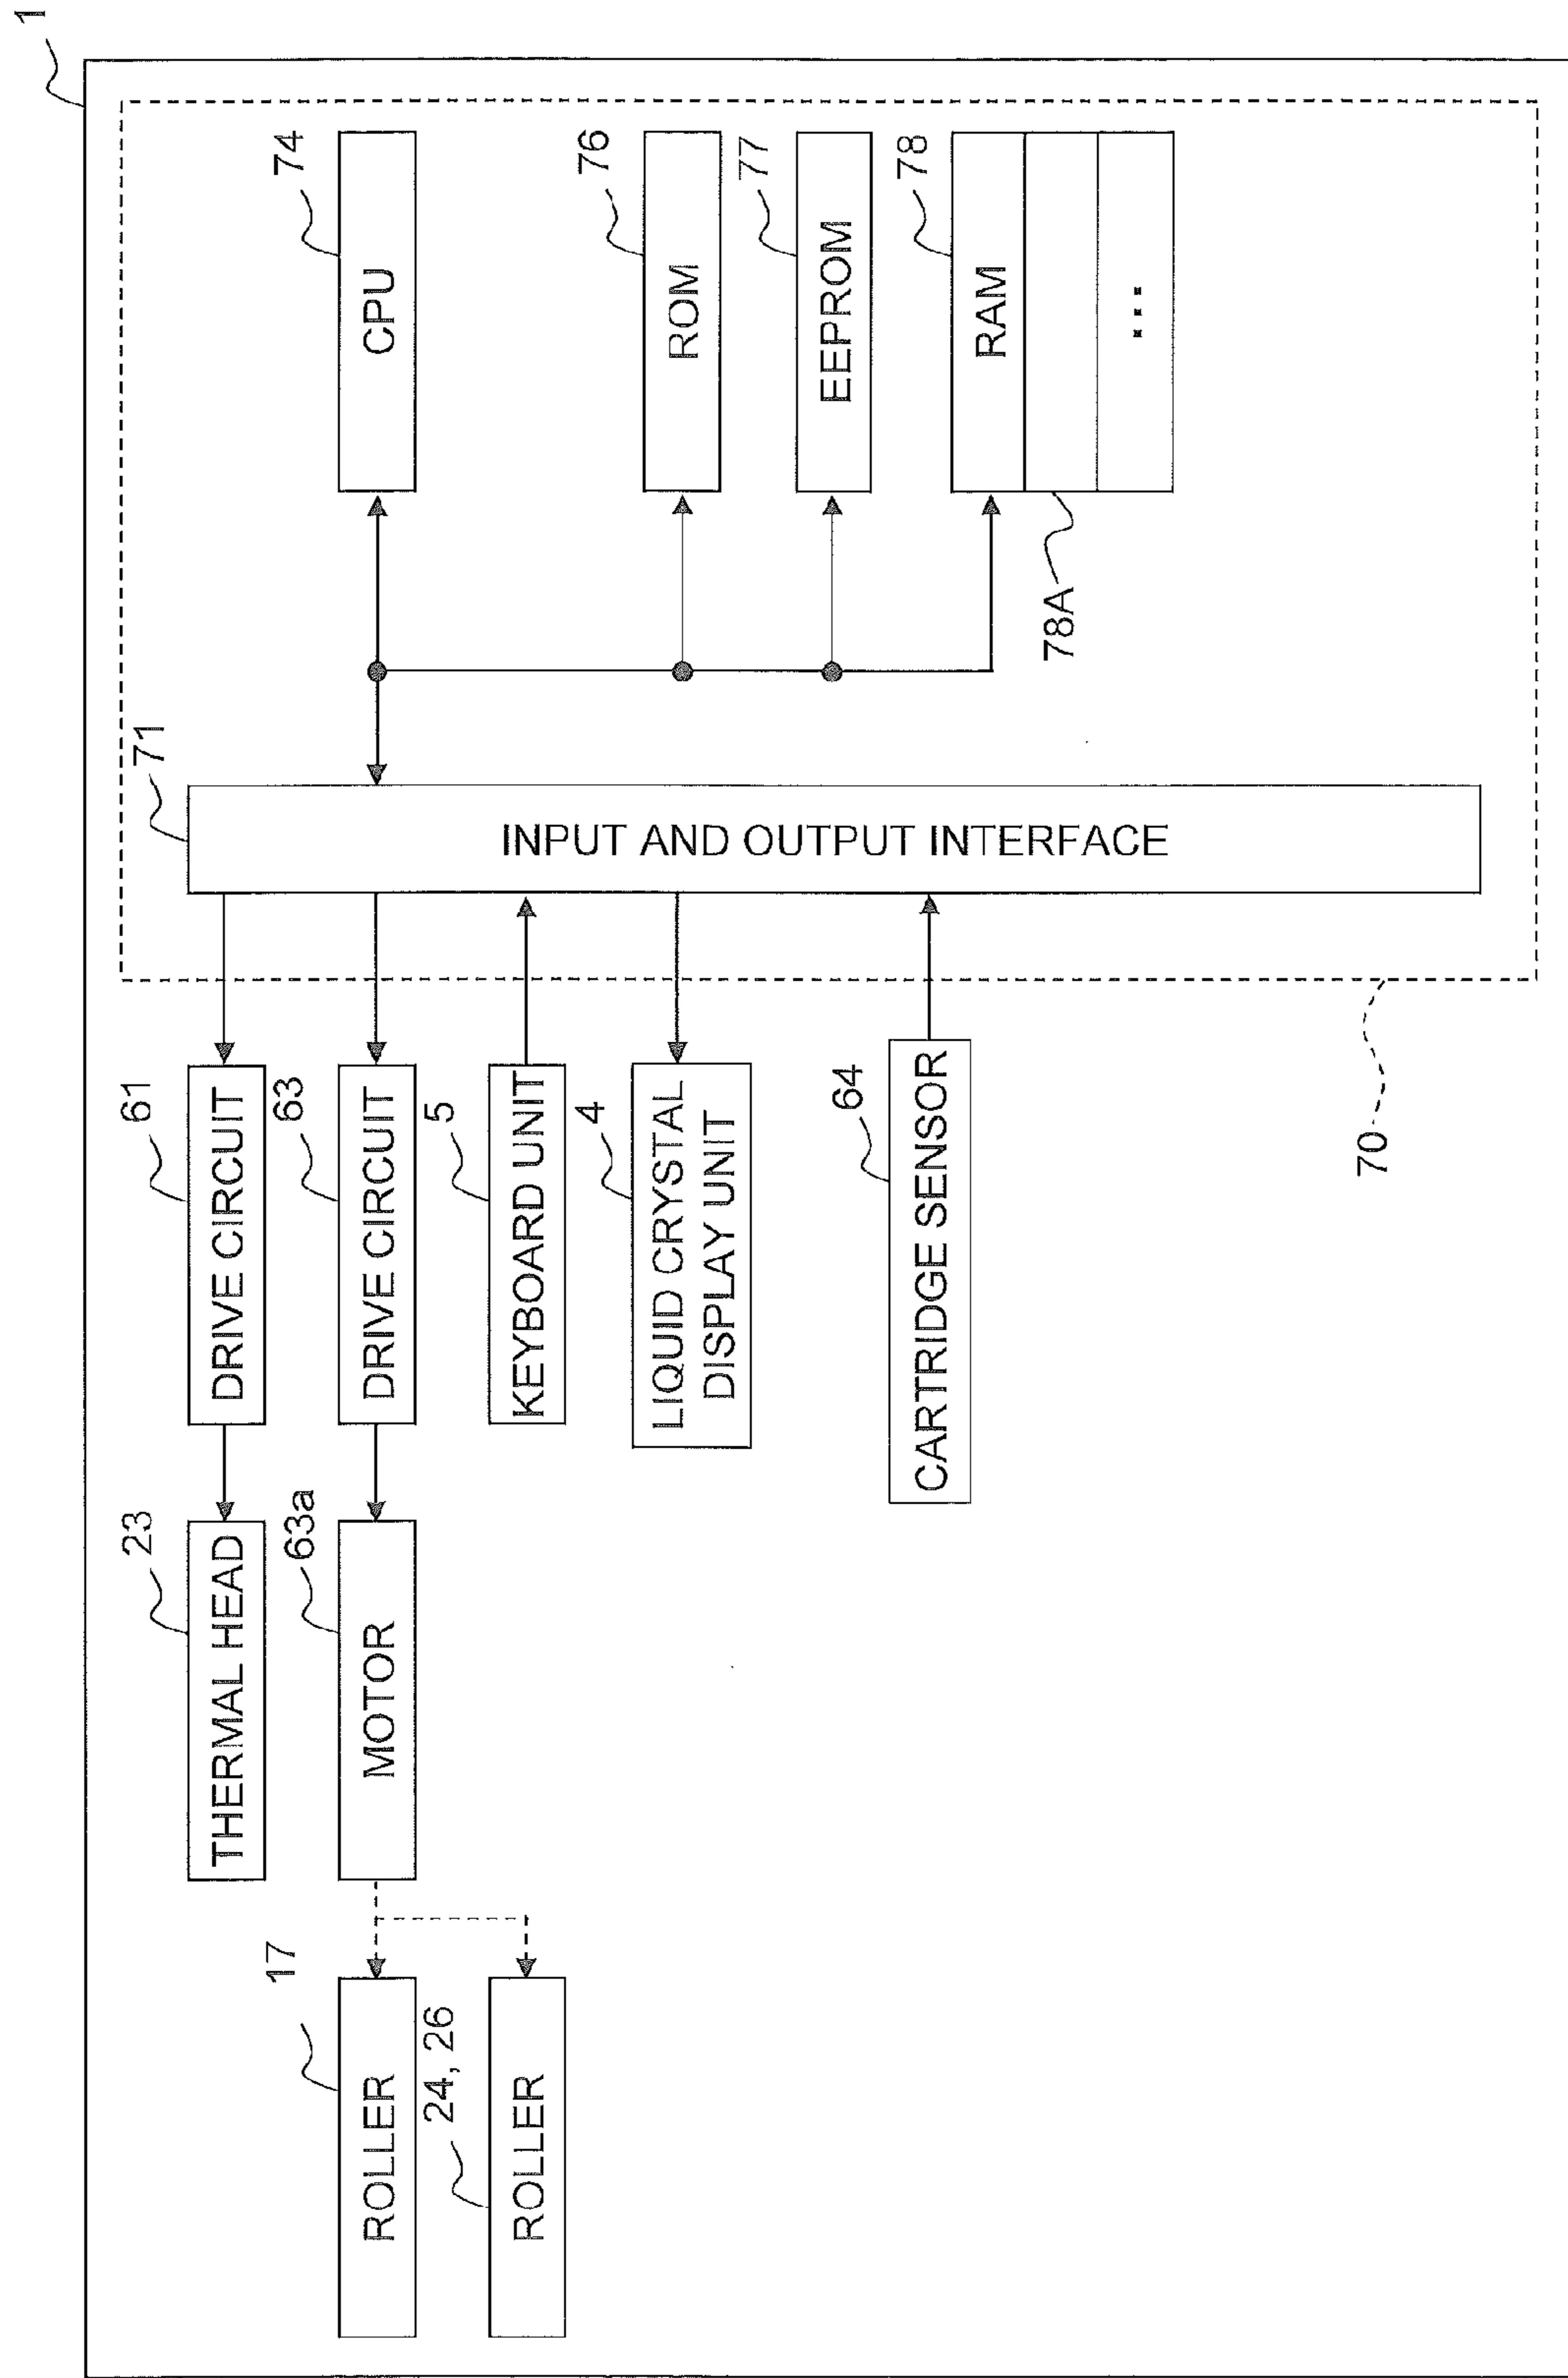 1
74
CPU
76
ROM
77
EEPROM
78
RAM
...
78A
71
INPUT AND OUTPUT INTERFACE
70
61
DRIVE CIRCUIT
63
DRIVE CIRCUIT
5
KEYBOARD UNIT
4
LIQUID CRYSTAL
DISPLAY UNIT
64
CARTRIDGE SENSOR
23
THERMAL HEAD
63a
MOTOR
17
ROLLER
24, 26
ROLLER